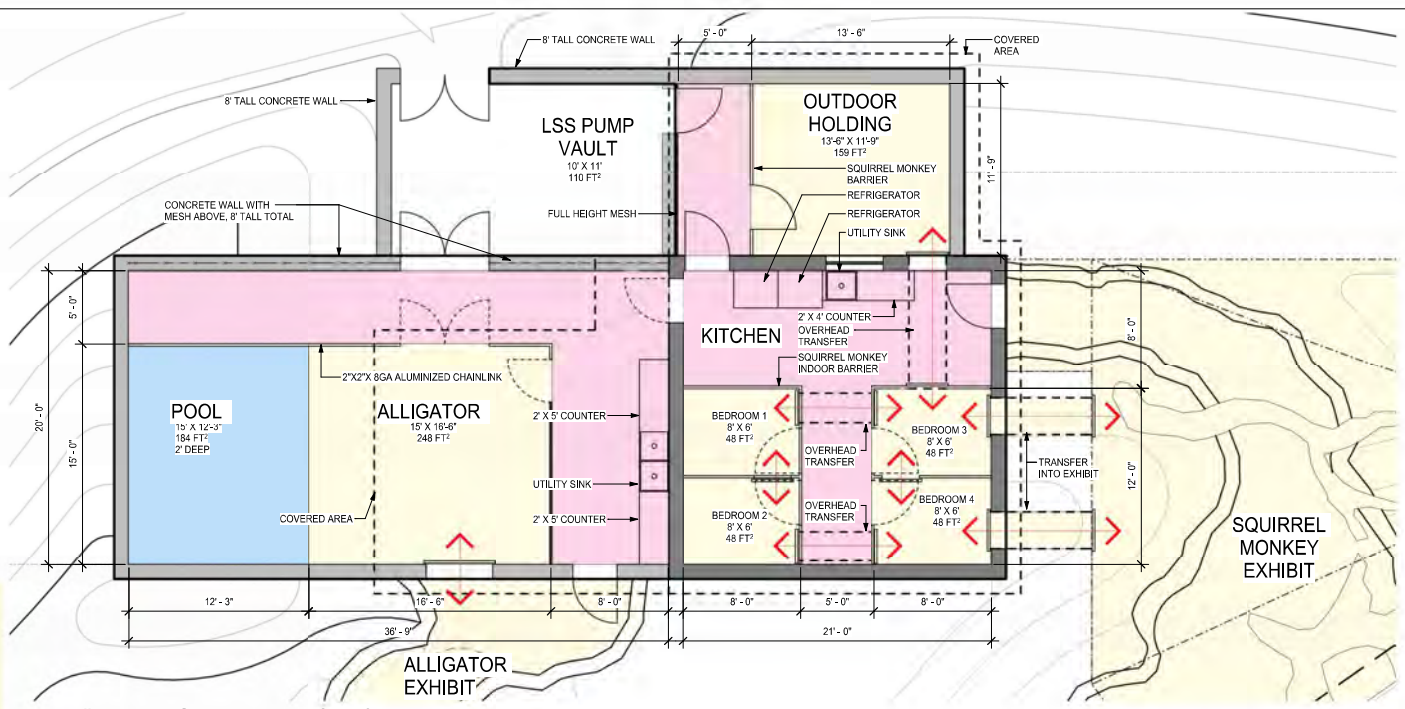 8' TALL CONCRETE WALL
5' - 0"
13' - 6"
COVERED
AREA
8' TALL CONCRETE WALL
LSS PUMP
VAULT
10' X 11'
110 FT²
OUTDOOR
HOLDING
13'-6" X 11'-9"
159 FT²
11' - 9"
SQUIRREL MONKEY
BARRIER
REFRIGERATOR
REFRIGERATOR
UTILITY SINK
CONCRETE WALL WITH
MESH ABOVE, 8' TALL TOTAL
FULL HEIGHT MESH
5' - 0"
20' - 0"
15' - 0"
KITCHEN
2' X 4' COUNTER
OVERHEAD
TRANSFER
SQUIRREL MONKEY
INDOOR BARRIER
8' - 0"
2"X2"X 8GA ALUMINIZED CHAINLINK
POOL
15' X 12'-3"
184 FT²
2' DEEP
ALLIGATOR
15' X 16'-6"
248 FT²
2' X 5' COUNTER
UTILITY SINK
2' X 5' COUNTER
COVERED AREA
BEDROOM 1
8' X 6'
48 FT²
OVERHEAD
TRANSFER
BEDROOM 3
8' X 6'
48 FT²
BEDROOM 2
8' X 6'
48 FT²
OVERHEAD
TRANSFER
BEDROOM 4
8' X 6'
48 FT²
TRANSFER
INTO EXHIBIT
12' - 0"
SQUIRREL
MONKEY
EXHIBIT
12' - 3"
16' - 6"
8' - 0"
8' - 0"
5' - 0"
8' - 0"
36' - 9"
21' - 0"
ALLIGATOR
EXHIBIT